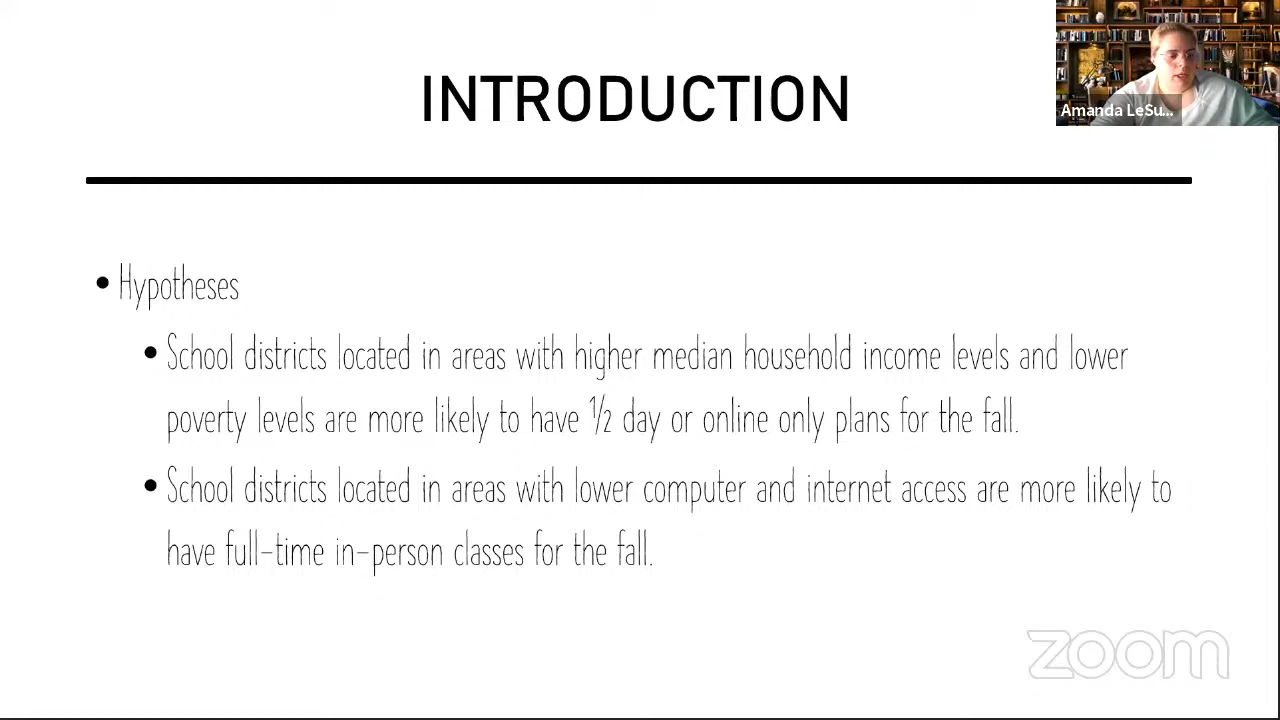 INTRODUCTION
Amanda LeSu...
• Hypotheses
• School districts located in areas with higher median household income levels and lower
poverty levels are more likely to have ½ day or online only plans for the fall.
• School districts located in areas with lower computer and internet access are more likely to
have full-time in-person classes for the fall.
zoom